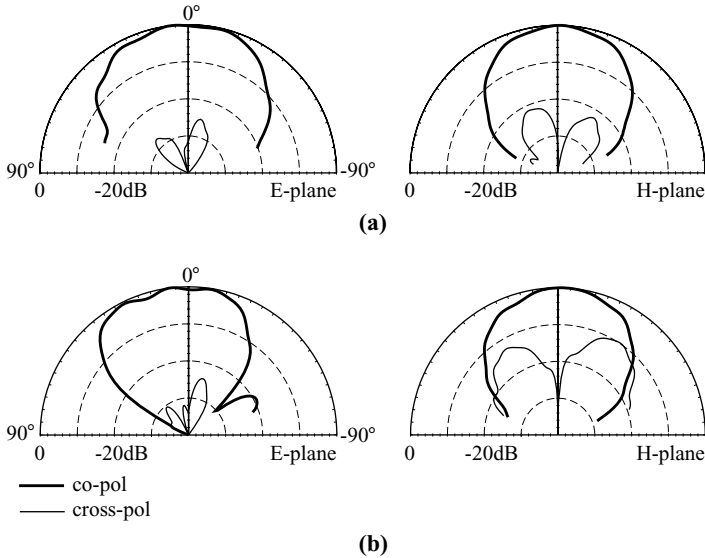 0°
90° -90°
0 -20dB E-plane 0 -20dB H-plane
(a)
0°
90° -90°
0 -20dB E-plane 0 -20dB H-plane
co-pol
cross-pol
(b)